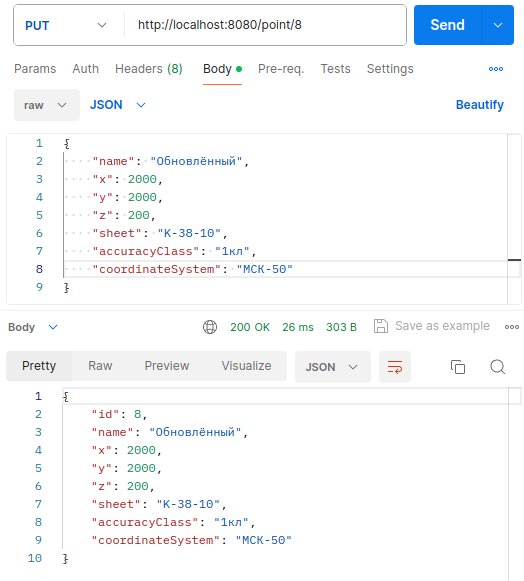 PUT http://localhost:8080/point/8 Send
Params Auth Headers (8) Body Pre-req. Tests Settings
raw JSON Beautify
1 {
2 "name": "Обновлённый",
3 "x": 2000,
4 "y": 2000,
5 "z": 200,
6 "sheet": "K-38-10",
7 "accuracyClass": "1кл",
8 "coordinateSystem": "МСК-50"
9 }
Body 200 OK 26 ms 303 B Save as example
Pretty Raw Preview Visualize JSON
1 {
2 "id": 8,
3 "name": "Обновлённый",
4 "x": 2000,
5 "y": 2000,
6 "z": 200,
7 "sheet": "K-38-10",
8 "accuracyClass": "1кл",
9 "coordinateSystem": "МСК-50"
10 }